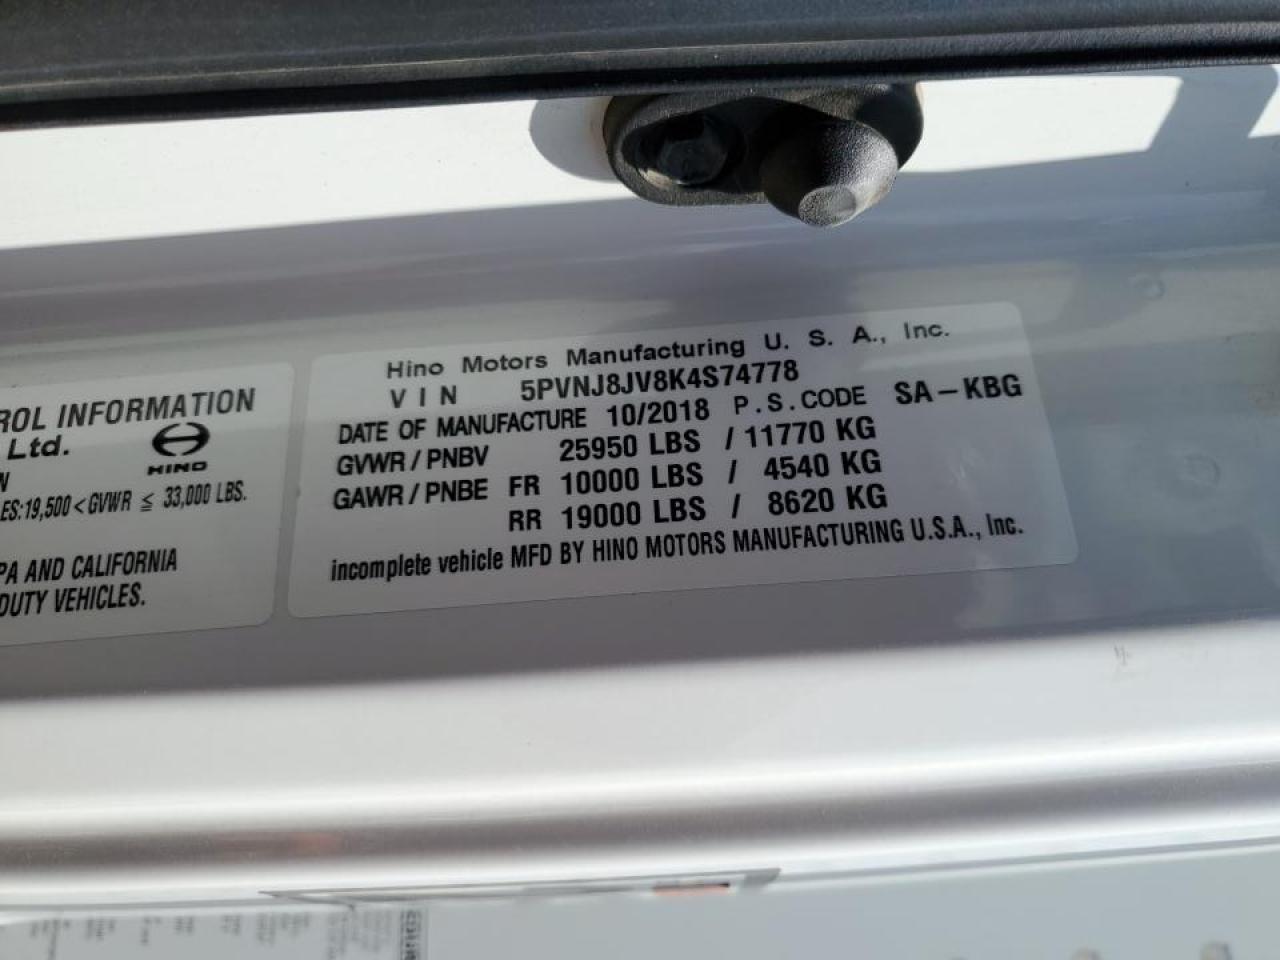 ROL INFORMATION
Ltd.
HINO
N
ES:19,500 < GVWR ≤ 33,000 LBS.
PA AND CALIFORNIA
DUTY VEHICLES.
Hino Motors Manufacturing U. S. A., Inc.
VIN 5PVNJ8JV8K4S74778
DATE OF MANUFACTURE 10/2018 P.S.CODE SA-KBG
GVWR / PNBV 25950 LBS / 11770 KG
GAWR / PNBE FR 10000 LBS / 4540 KG
RR 19000 LBS / 8620 KG
incomplete vehicle MFD BY HINO MOTORS MANUFACTURING U.S.A., Inc.